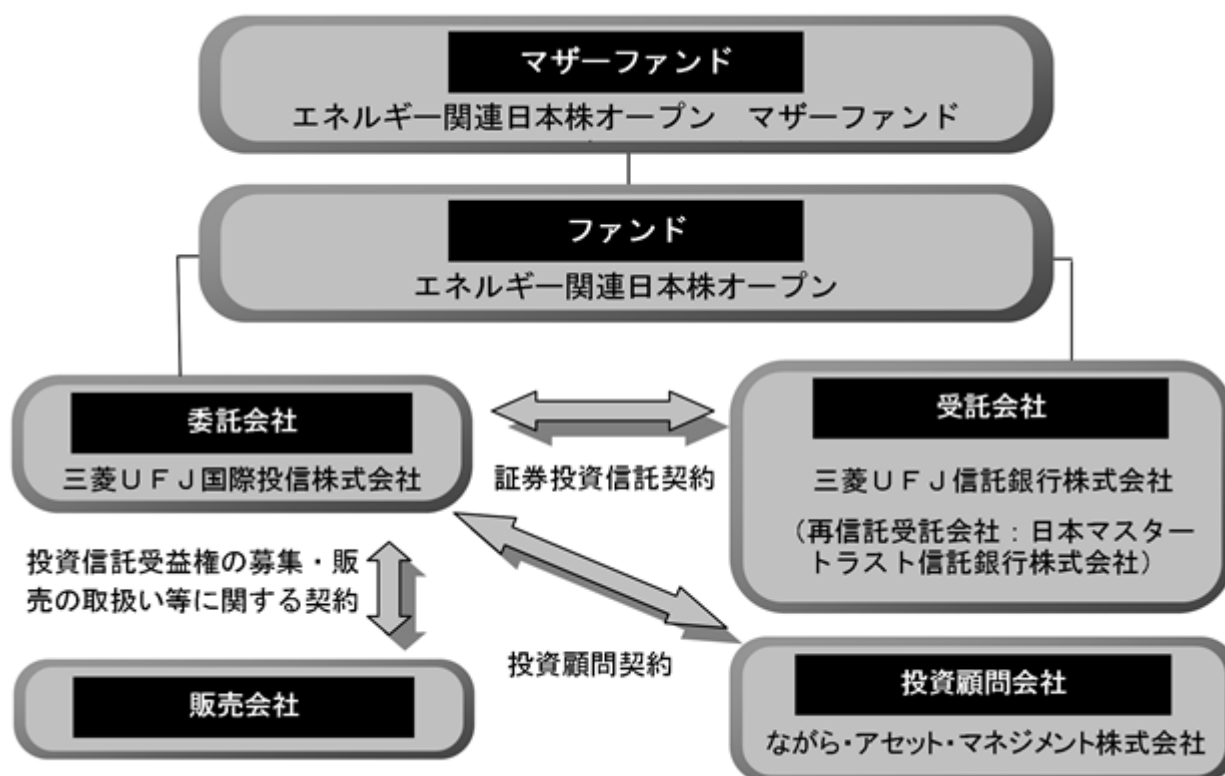 マザーファンド
エネルギー関連日本株オープン　マザーファンド
ファンド
エネルギー関連日本株オープン
委託会社
三菱ＵＦＪ国際投信株式会社
証券投資信託契約
受託会社
三菱ＵＦＪ信託銀行株式会社
（再信託受託会社：日本マスター
トラスト信託銀行株式会社）
投資信託受益権の募集・販
売の取扱い等に関する契約
投資顧問契約
販売会社
投資顧問会社
ながら･アセット･マネジメント株式会社